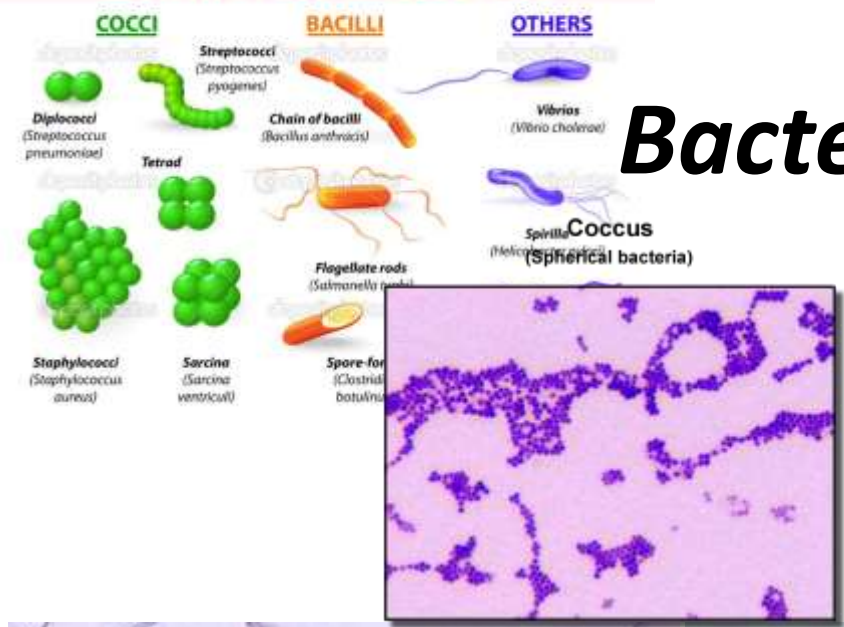 COCCI
BACILLI
OTHERS
Diplococci
(Streptococcus
pneumoniae)
Streptococci
(Streptococcus
pyogenes)
Chain of bacilli
(Bacillus anthracis)
Vibrios
(Vibrio cholerae)
Bacte
Tetrad
Flagellate rods
(Salmonella
Spirilla
Coccus
(Spherical bacteria)
Staphylococci
(Staphylococcus
aureus)
Sarcina
(Sarcina
ventriculi)
Spore-for
(Clostridi
botulinu